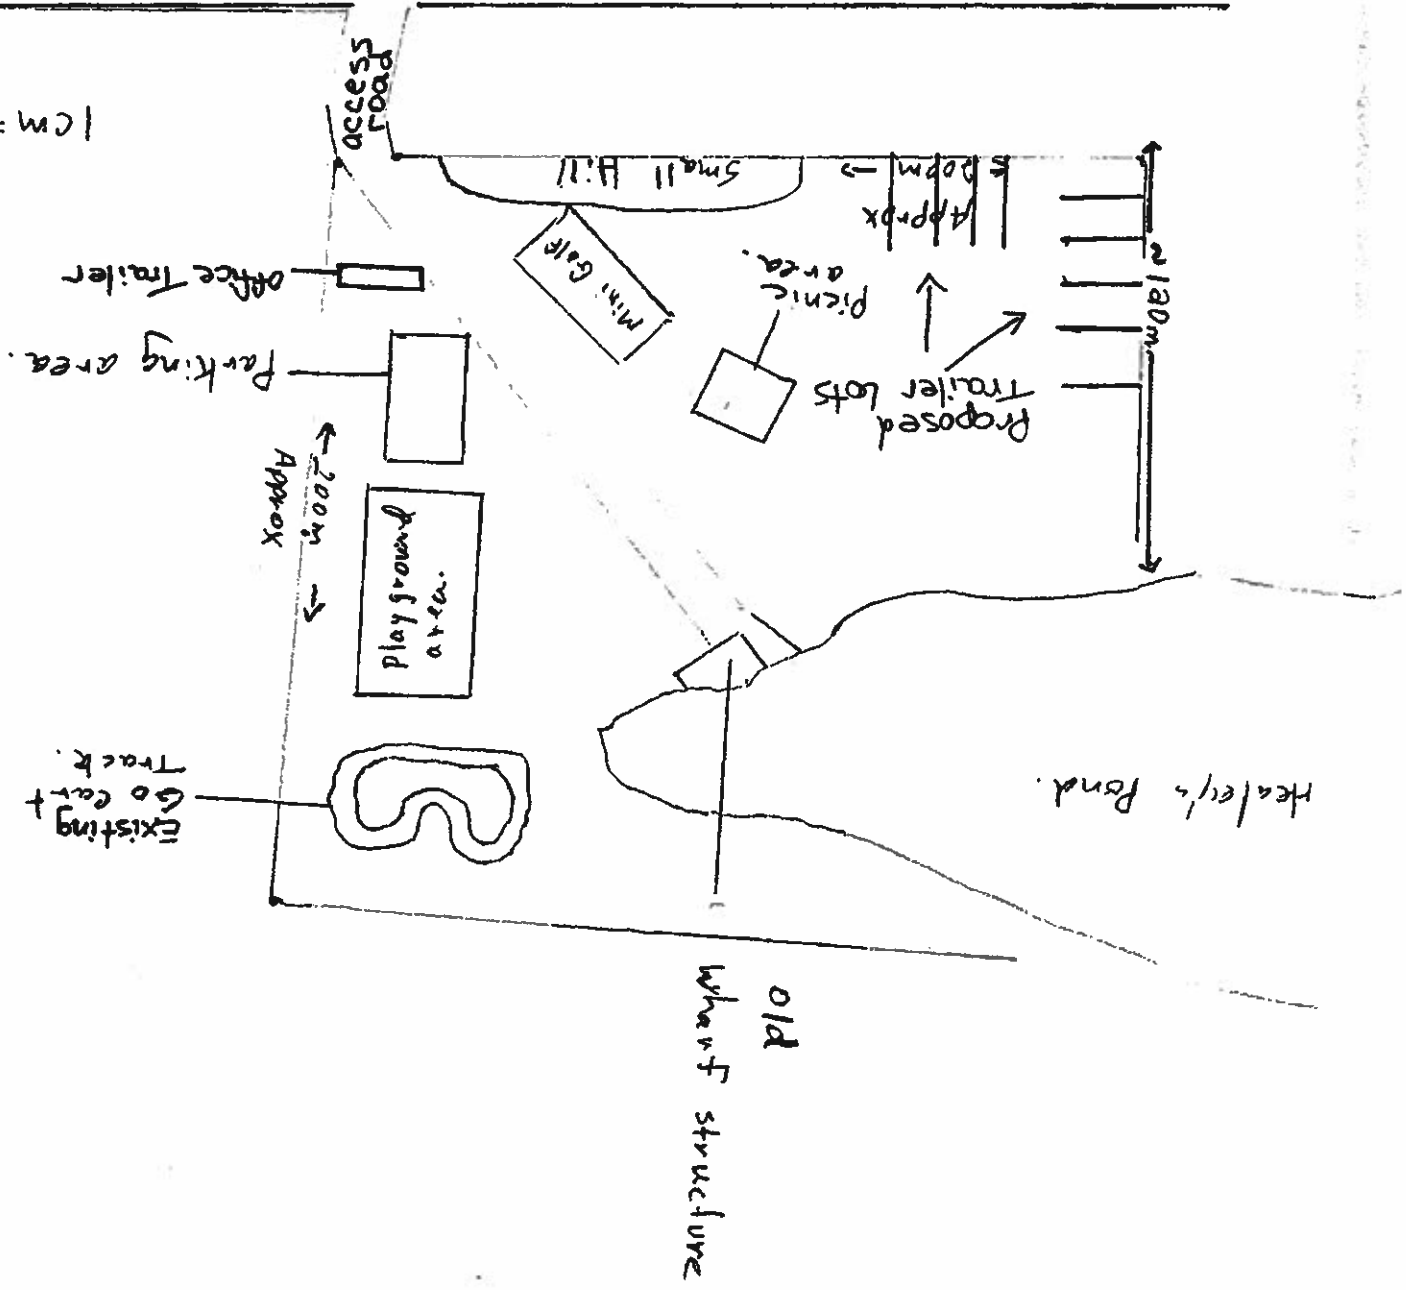 access
road
1cm =
Small Hill
← 200m →
Approx
Office Trailer
Mini Golf
Picnic
area.
~ 120m
Parking area.
Proposed
Trailer Lots
← 200m →
Approx
Playground
area.
Existing
Go Cart
Track.
Healey's Pond.
Old
Wharf structure